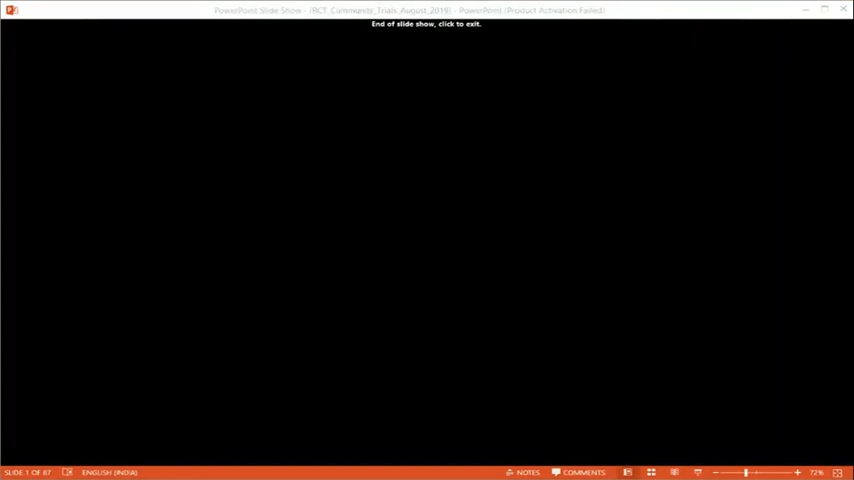 PowerPoint Slide Show - [RCT_Cummunity_Trials_August_2019] - PowerPoint (Product Activation Failed)
End of slide show, click to exit.
SLIDE 1 OF 87 ENGLISH (INDIA) NOTES COMMENTS 72%